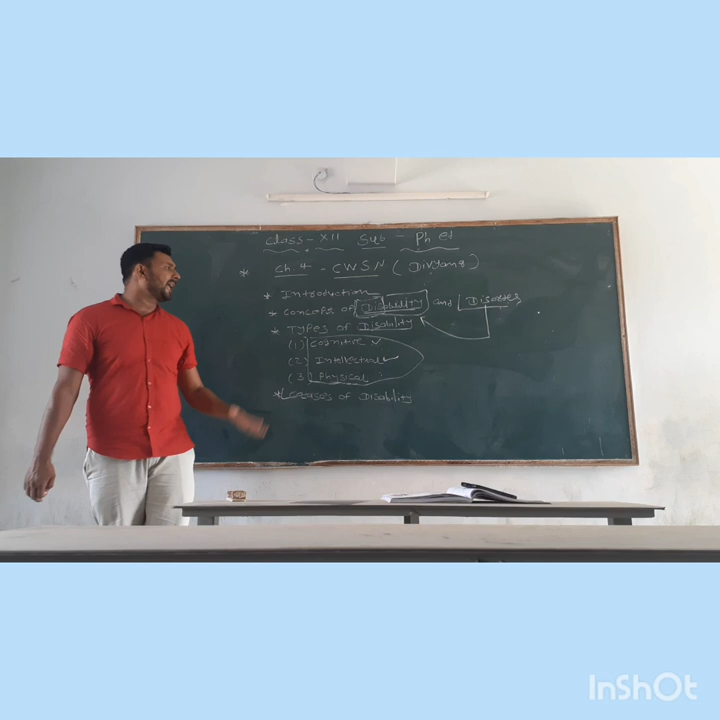 Class - XII Sub - Ph ed
* Ch. 4 - CWSN ( Divyang )
* Introduction
* Concept of Disability and Disorders
* Types of Disability
(1) Cognitive ✓
(2) Intellectual ✓
(3) Physical
* Causes of Disability
InShOt